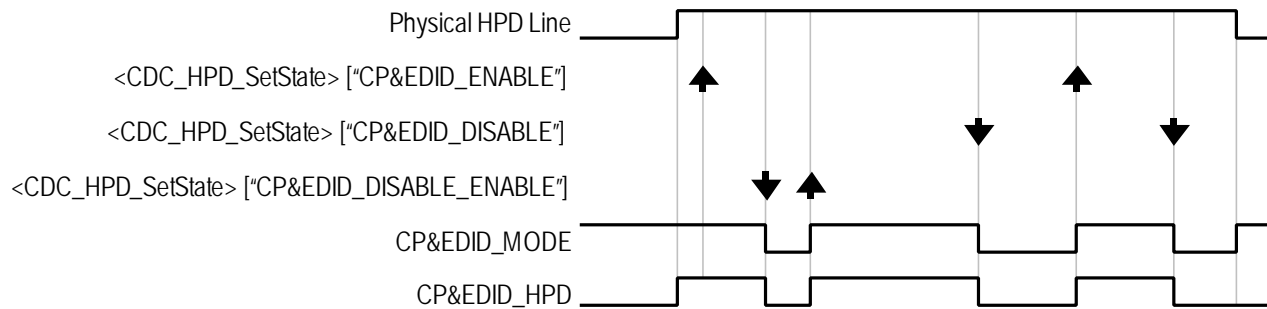 Physical HPD Line
<CDC_HPD_SetState> [“CP&EDID_ENABLE”]
<CDC_HPD_SetState> [“CP&EDID_DISABLE”]
<CDC_HPD_SetState> [“CP&EDID_DISABLE_ENABLE”]
CP&EDID_MODE
CP&EDID_HPD